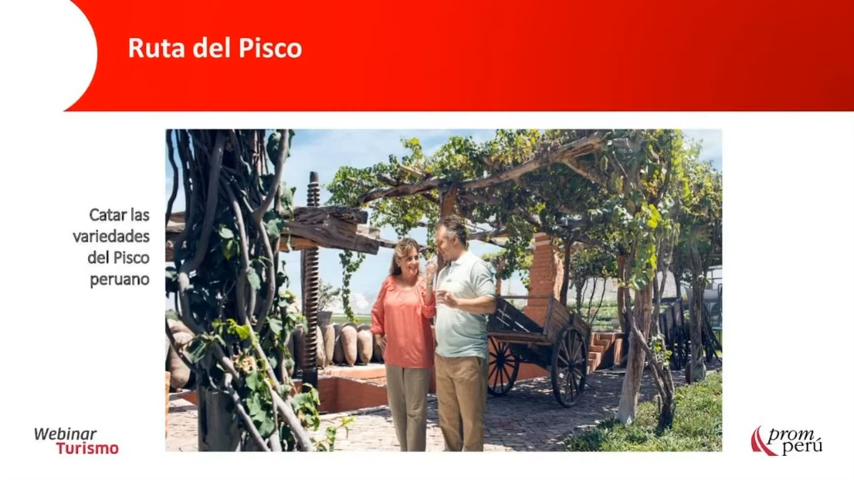 Ruta del Pisco
Catar las
variedades
del Pisco
peruano
Webinar
Turismo
prom
perú